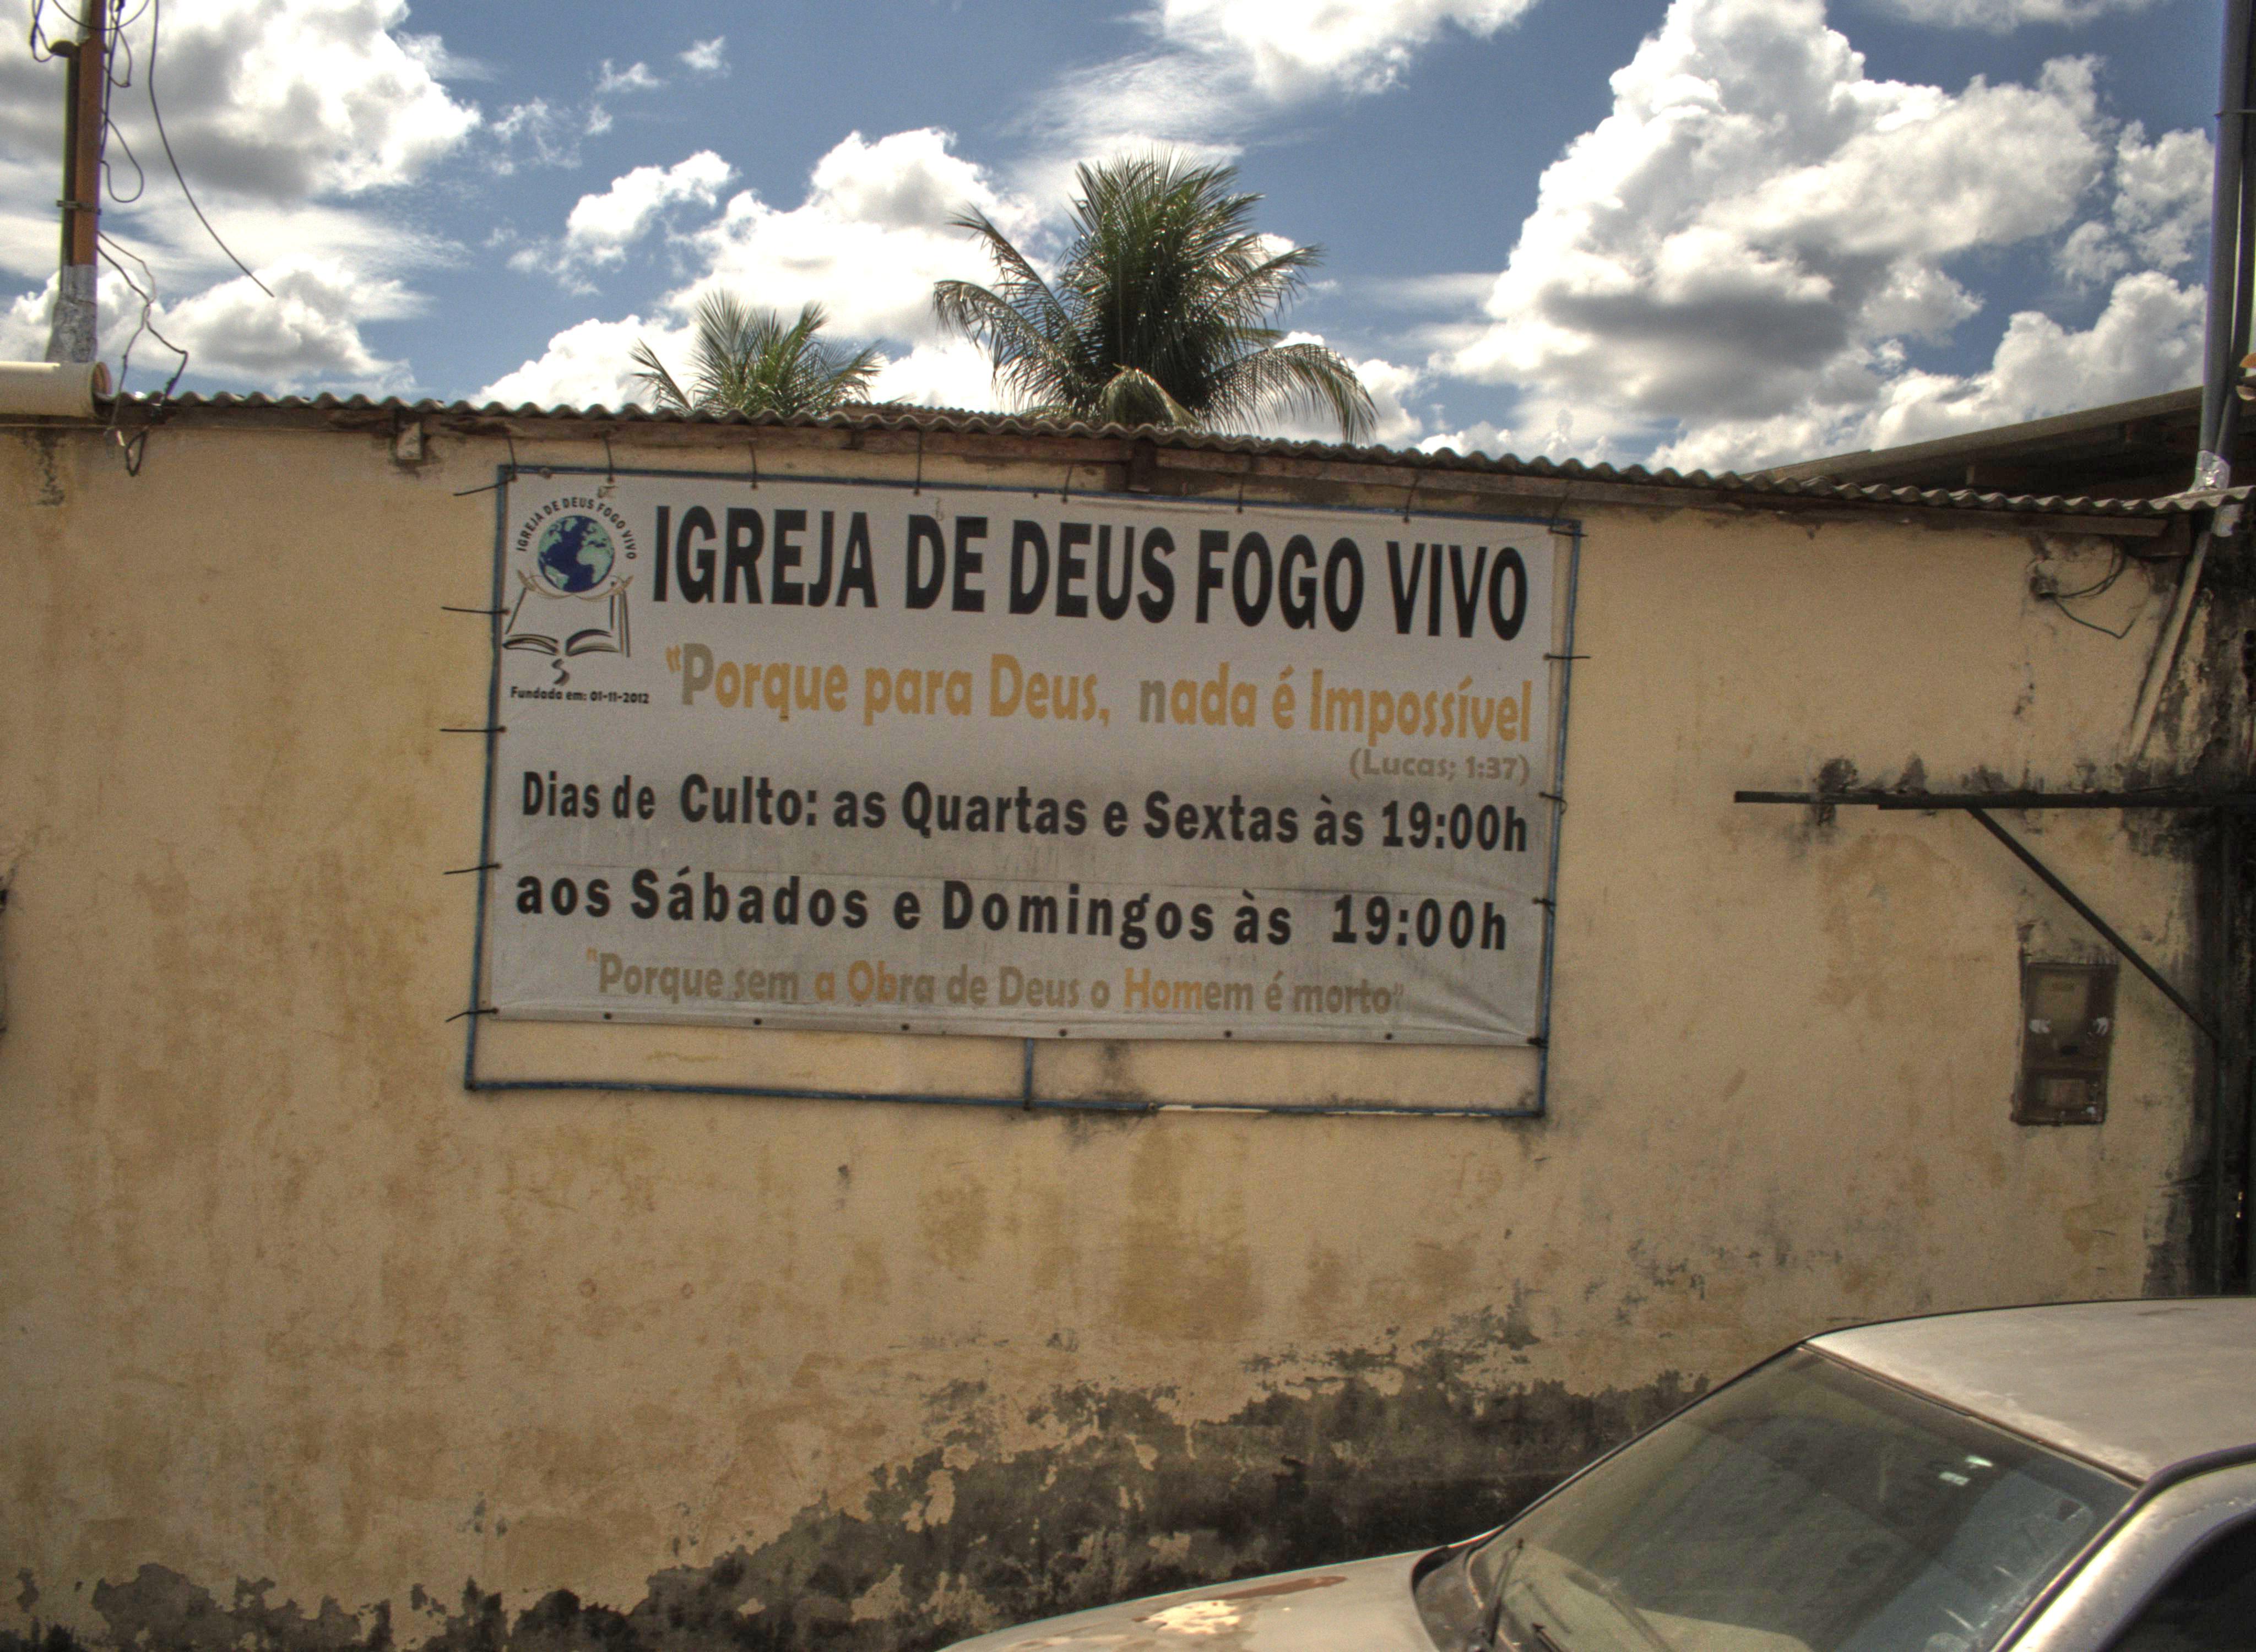 IGREJA DE DEUS FOGO VIVO
IGREJA DE DEUS FOGO VIVO
Fundada em: 01-11-2012
"Porque para Deus, nada é Impossível
(Lucas; 1:37)
Dias de Culto: as Quartas e Sextas às 19:00h
aos Sábados e Domingos às 19:00h
"Porque sem a Obra de Deus o Homem é morto"